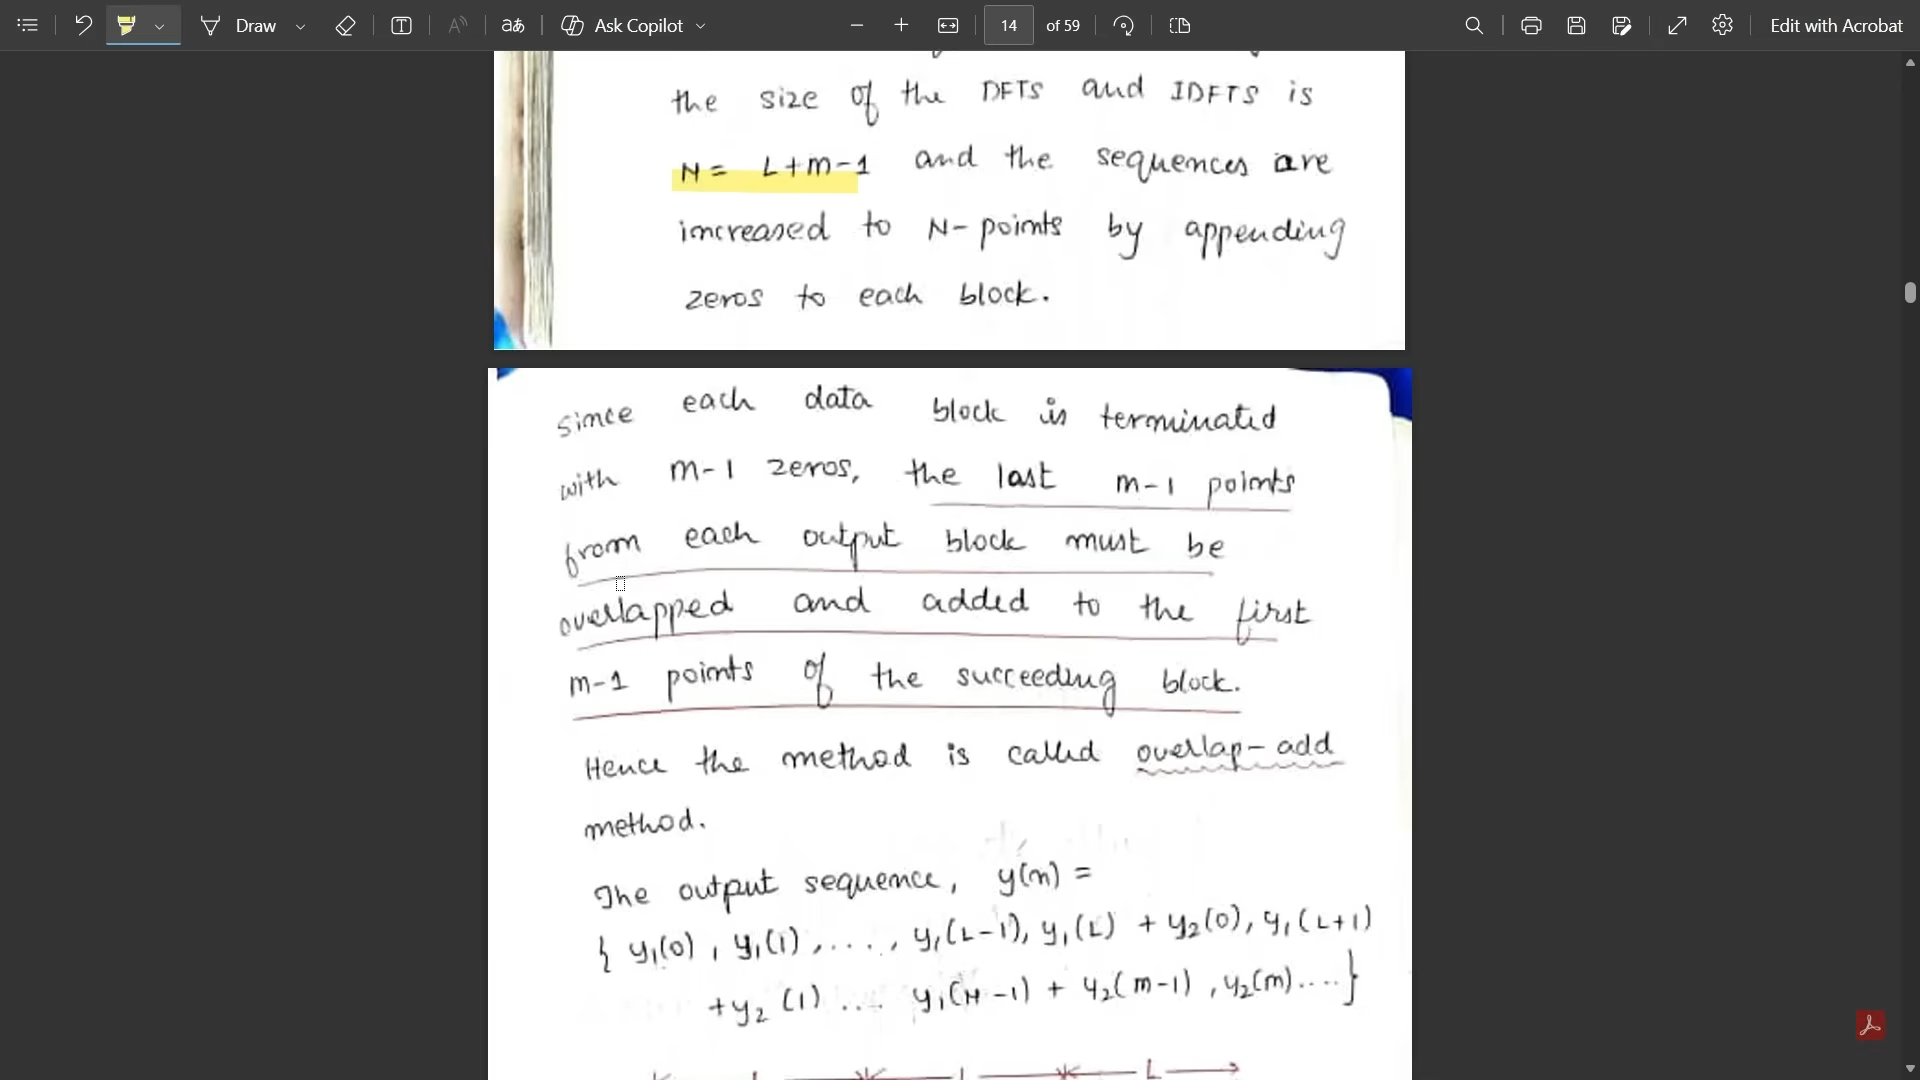 Draw
Ask Copilot
14 of 59
Edit with Acrobat
the size of the DFTS and IDFTS is
N = L+m-1 and the sequences are
increased to N-points by appending
zeros to each block.
since each data block is terminated
with m-1 zeros, the last m-1 points
from each output block must be
overlapped and added to the first
m-1 points of the succeeding block.
Hence the method is called overlap-add
method.
The output sequence, y(n) =
{ y₁(0), y₁(1), ...., y₁(L-1), y₁(L) + y₂(0), y₁(L+1)
+y₂ (1) .... y₁(N-1) + y₂(m-1), y₂(m)....}
L